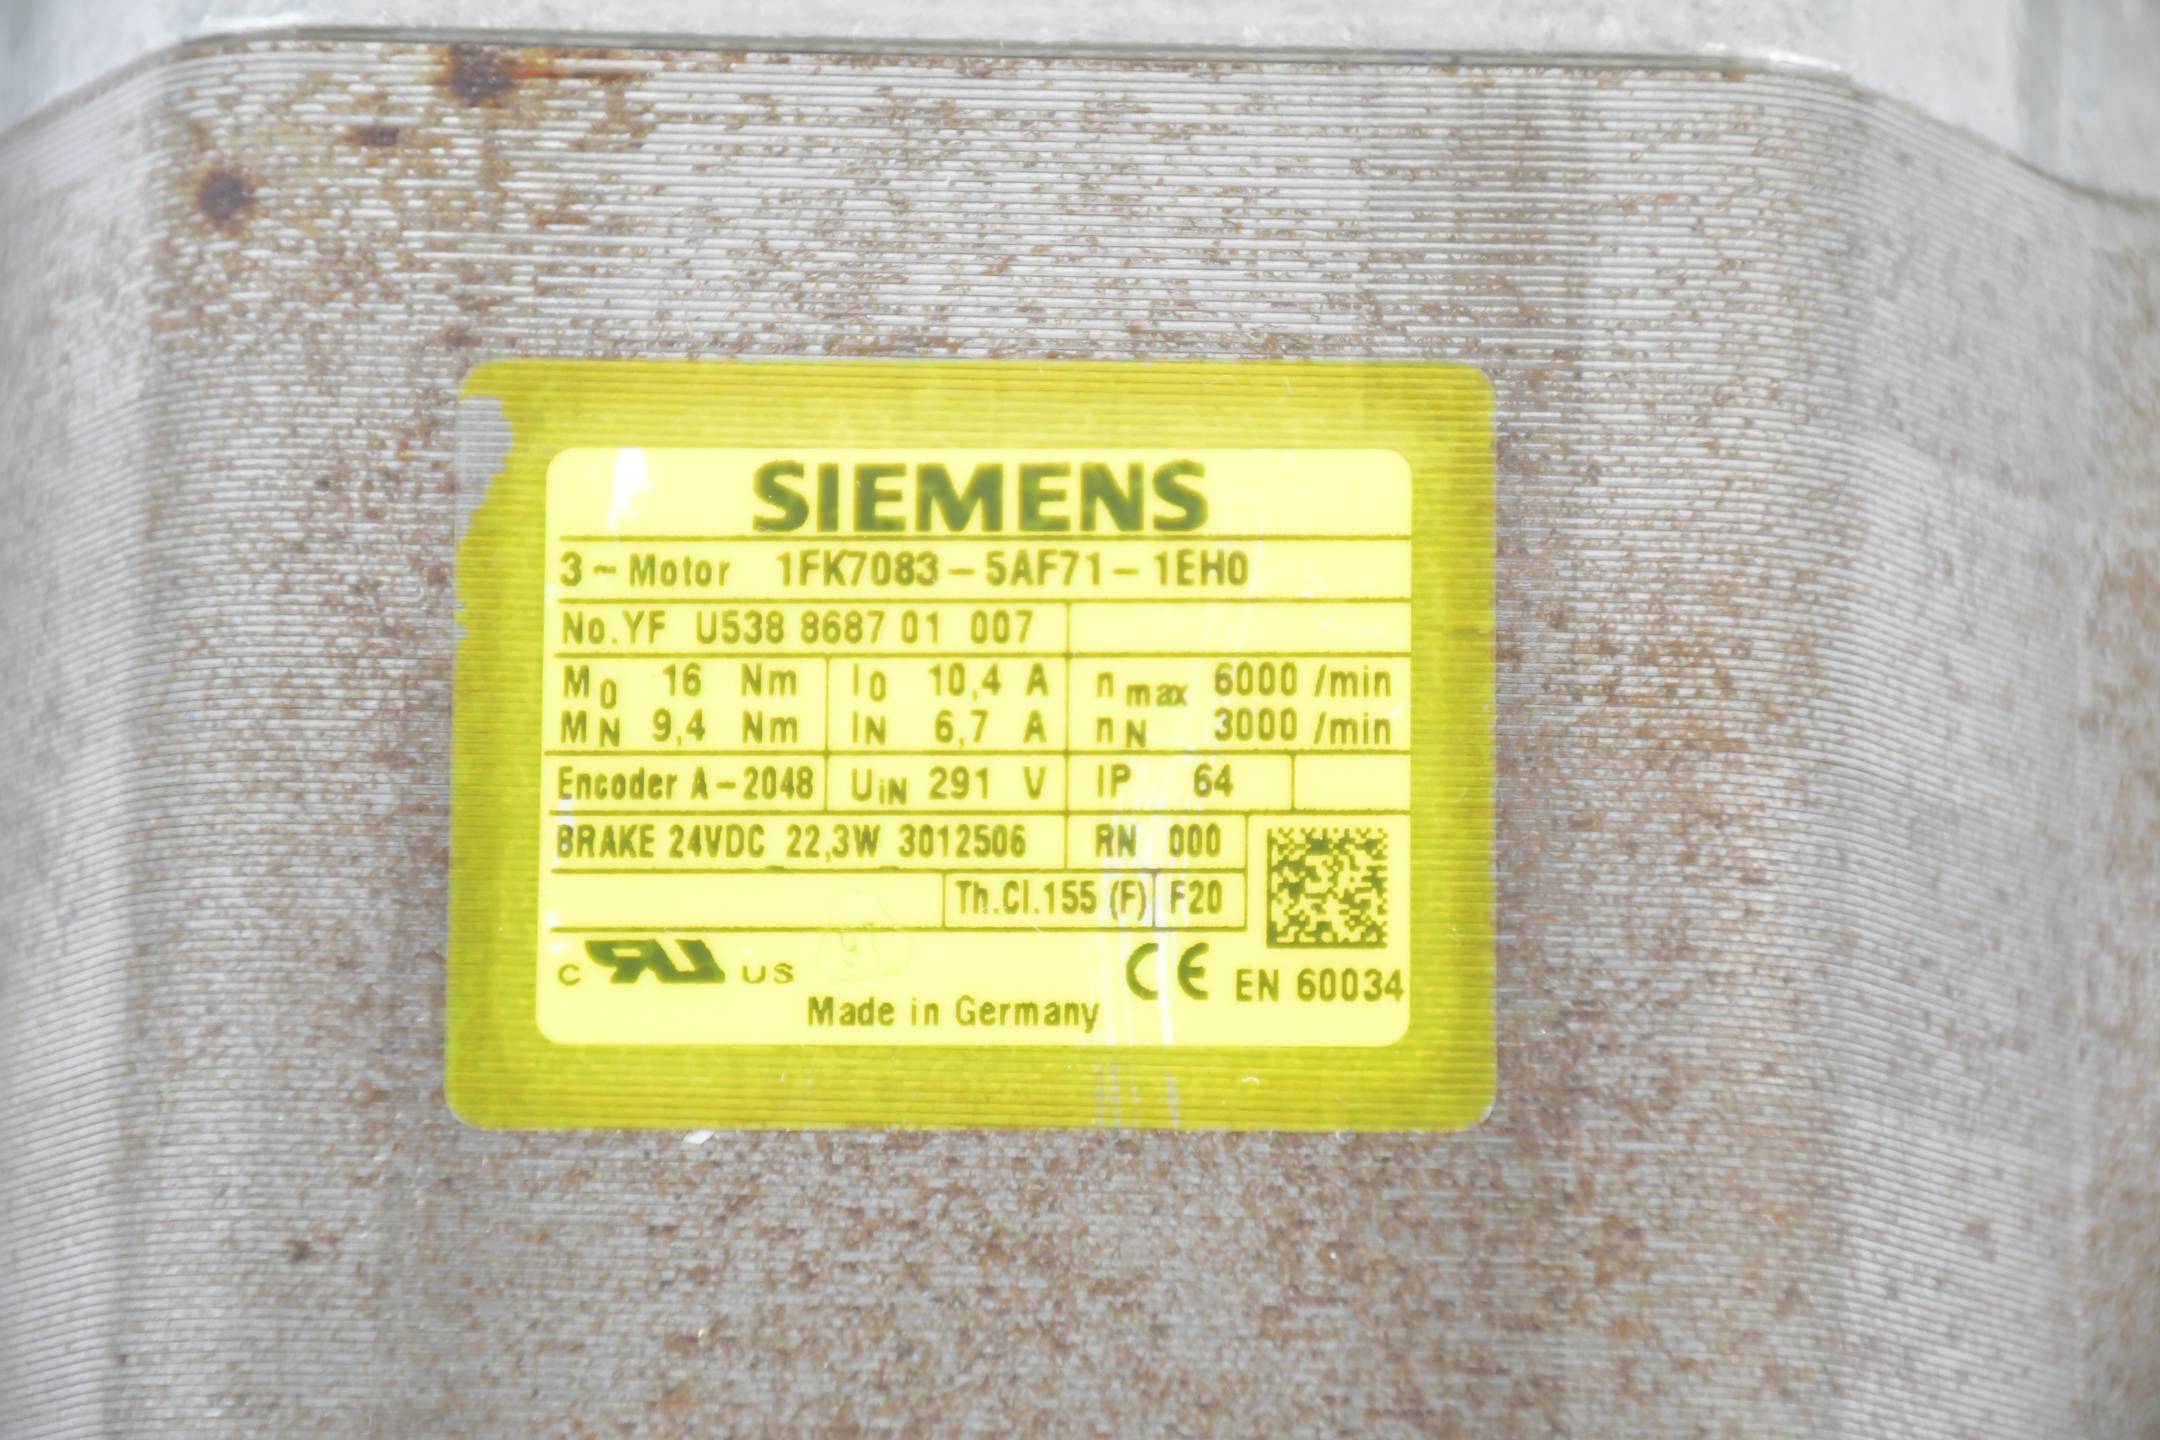 SIEMENS
3~Motor 1FK7083-5AF71-1EH0
No.YF U538 8687 01 007
M0 16 Nm I0 10,4 A nmax 6000 /min
MN 9,4 Nm IN 6,7 A nN 3000 /min
Encoder A-2048 UiN 291 V IP 64
BRAKE 24VDC 22,3W 3012506 RN 000
Th.Cl.155 (F) F20
C RU US CE EN 60034
Made in Germany